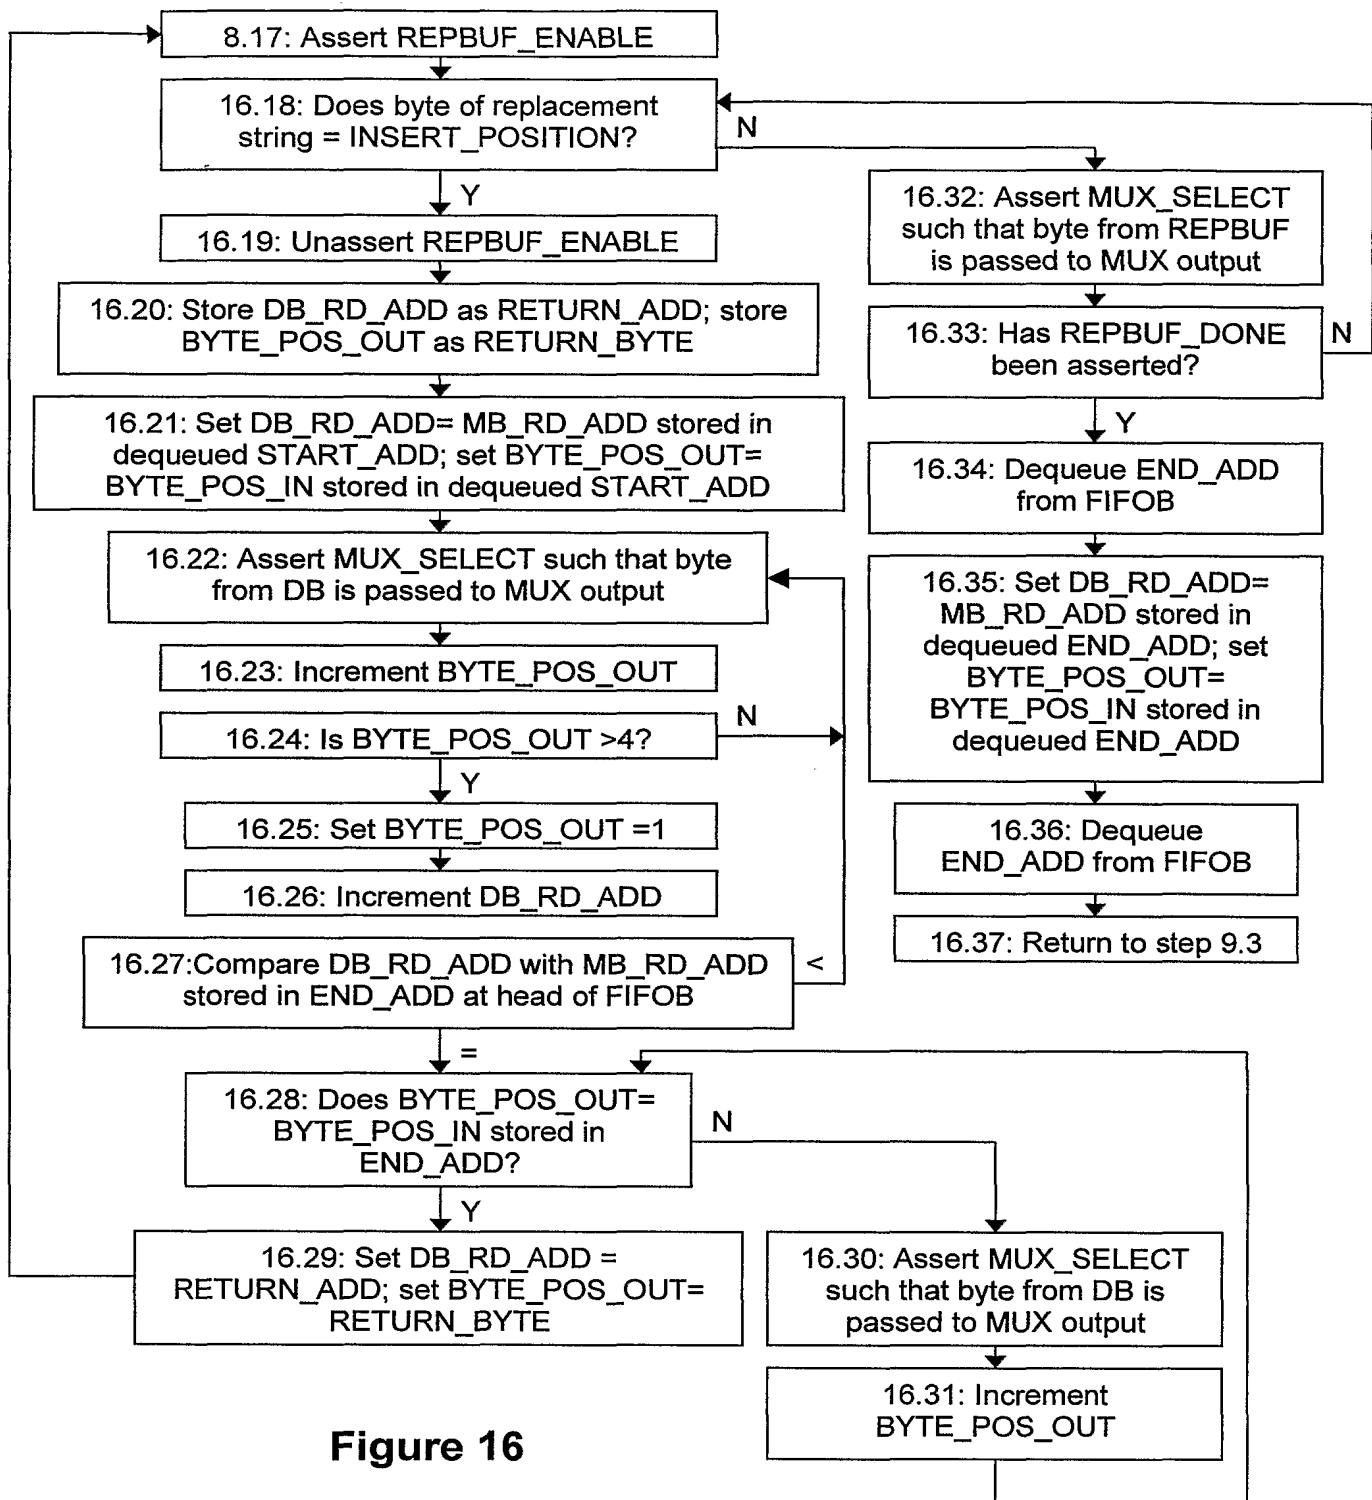 8.17: Assert REPBUF_ENABLE
16.18: Does byte of replacement
string = INSERT_POSITION?
N
Y
16.19: Unassert REPBUF_ENABLE
16.20: Store DB_RD_ADD as RETURN_ADD; store
BYTE_POS_OUT as RETURN_BYTE
16.21: Set DB_RD_ADD= MB_RD_ADD stored in
dequeued START_ADD; set BYTE_POS_OUT=
BYTE_POS_IN stored in dequeued START_ADD
16.22: Assert MUX_SELECT such that byte
from DB is passed to MUX output
16.23: Increment BYTE_POS_OUT
16.24: Is BYTE_POS_OUT >4?
N
Y
16.25: Set BYTE_POS_OUT =1
16.26: Increment DB_RD_ADD
16.27:Compare DB_RD_ADD with MB_RD_ADD
stored in END_ADD at head of FIFOB
<
=
16.28: Does BYTE_POS_OUT=
BYTE_POS_IN stored in
END_ADD?
N
Y
16.29: Set DB_RD_ADD =
RETURN_ADD; set BYTE_POS_OUT=
RETURN_BYTE
16.30: Assert MUX_SELECT
such that byte from DB is
passed to MUX output
16.31: Increment
BYTE_POS_OUT
16.32: Assert MUX_SELECT
such that byte from REPBUF
is passed to MUX output
16.33: Has REPBUF_DONE
been asserted?
N
Y
16.34: Dequeue END_ADD
from FIFOB
16.35: Set DB_RD_ADD=
MB_RD_ADD stored in
dequeued END_ADD; set
BYTE_POS_OUT=
BYTE_POS_IN stored in
dequeued END_ADD
16.36: Dequeue
END_ADD from FIFOB
16.37: Return to step 9.3
Figure 16